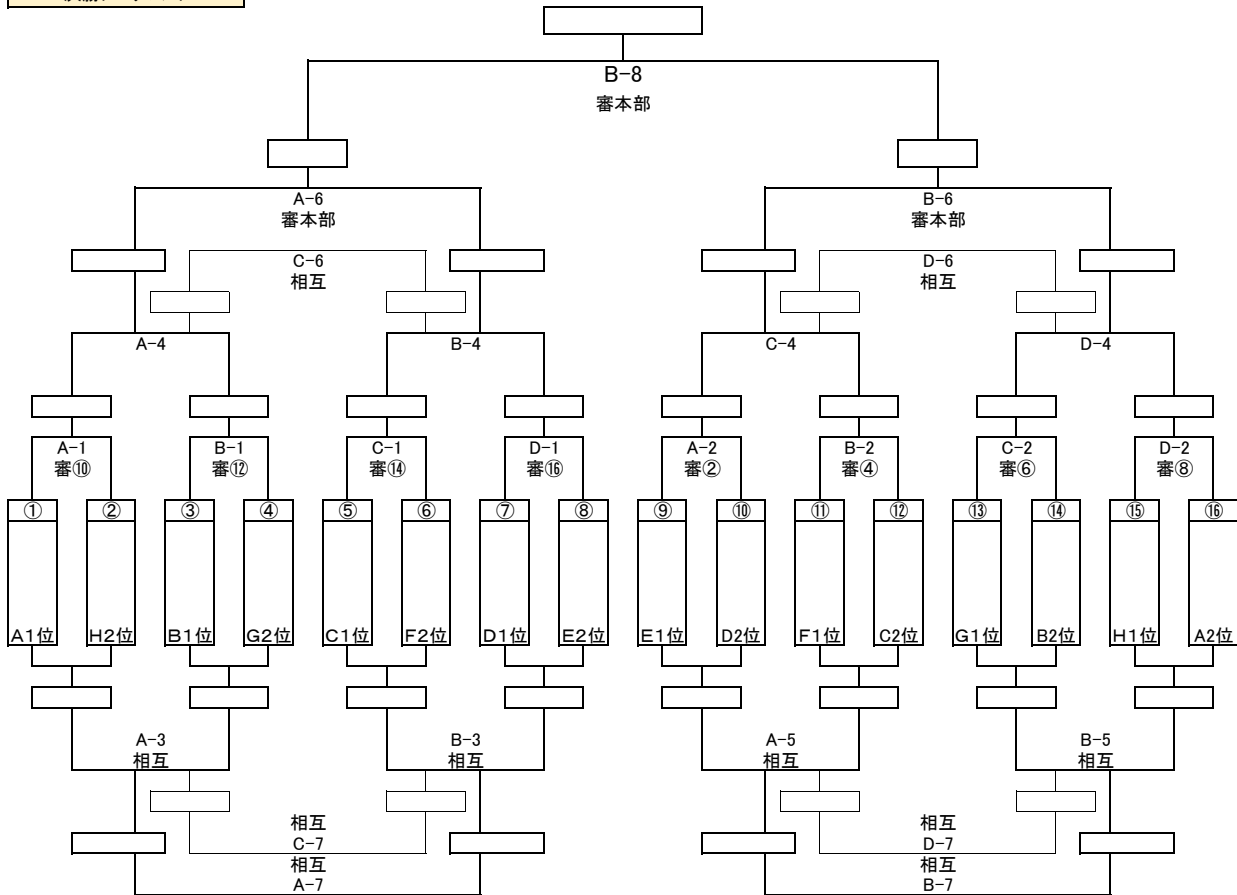 B-8
審本部
A-6
審本部
B-6
審本部
C-6
相互
D-6
相互
A-4
B-4
C-4
D-4
A-1
審⑩
B-1
審⑫
C-1
審⑭
D-1
審⑯
A-2
審②
B-2
審④
C-2
審⑥
D-2
審⑧
① ② ③ ④ ⑤ ⑥ ⑦ ⑧ ⑨ ⑩ ⑪ ⑫ ⑬ ⑭ ⑮ ⑯
A1位 H2位 B1位 G2位 C1位 F2位 D1位 E2位 E1位 D2位 F1位 C2位 G1位 B2位 H1位 A2位
A-3
相互
B-3
相互
A-5
相互
B-5
相互
相互
C-7
相互
A-7
相互
D-7
相互
B-7